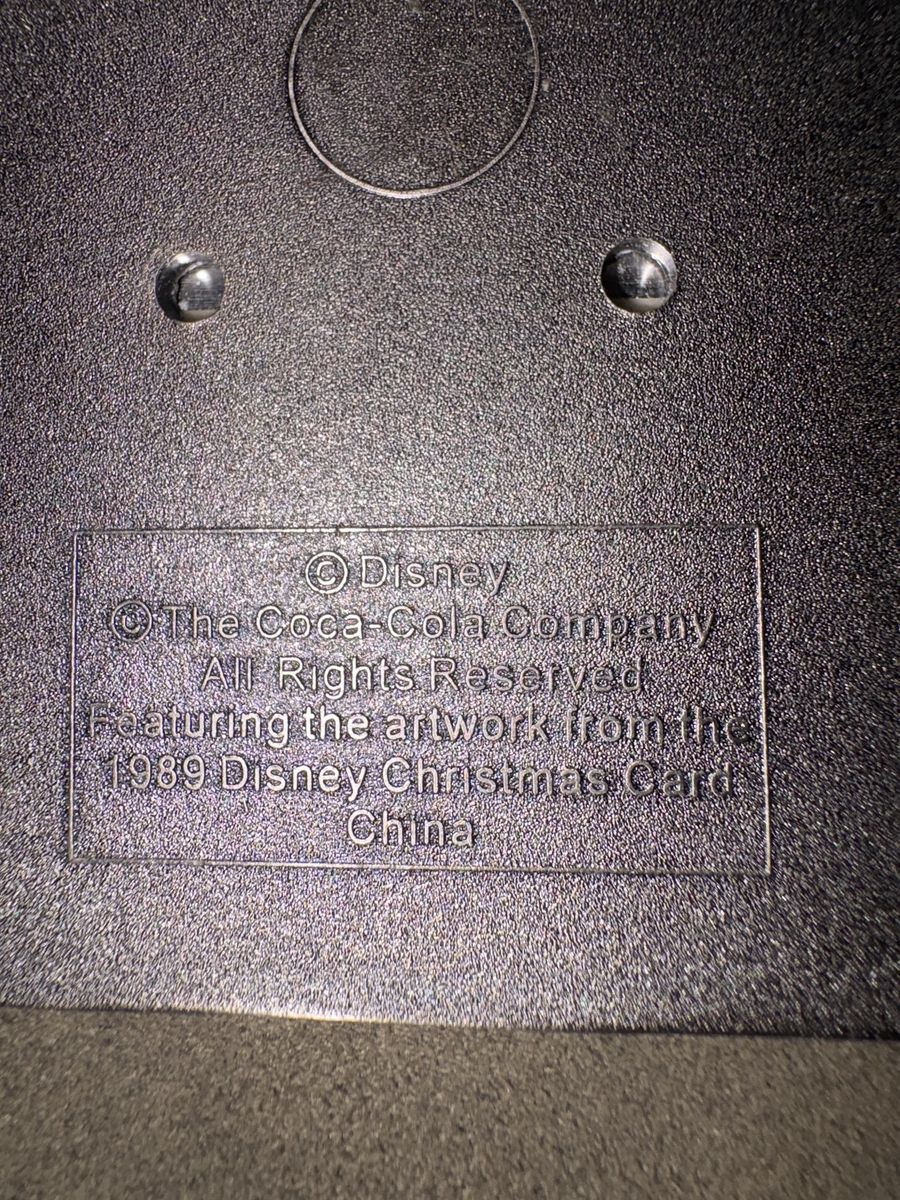 ©Disney
©The Coca-Cola Company
All Rights Reserved
Featuring the artwork from the
1989 Disney Christmas Card
China